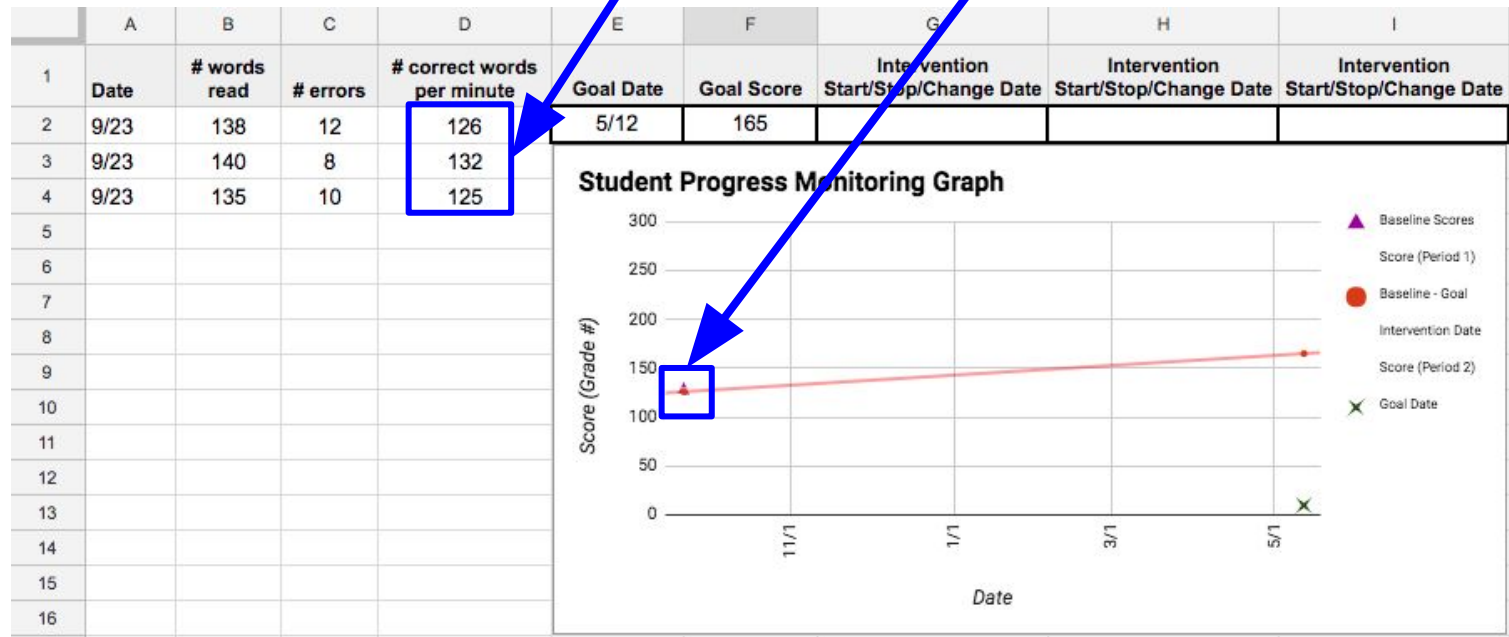 A B C D E F G H I
1 Date # words read # errors # correct words per minute Goal Date Goal Score Intervention Start/Stop/Change Date Intervention Start/Stop/Change Date Intervention Start/Stop/Change Date
2 9/23 138 12 126 5/12 165
3 9/23 140 8 132
4 9/23 135 10 125
5
6
7
8
9
10
11
12
13
14
15
16
Student Progress Monitoring Graph
Score (Grade #)
300
250
200
150
100
50
0
11/1 1/1 3/1 5/1
Date
Baseline Scores
Score (Period 1)
Baseline - Goal
Intervention Date
Score (Period 2)
Goal Date